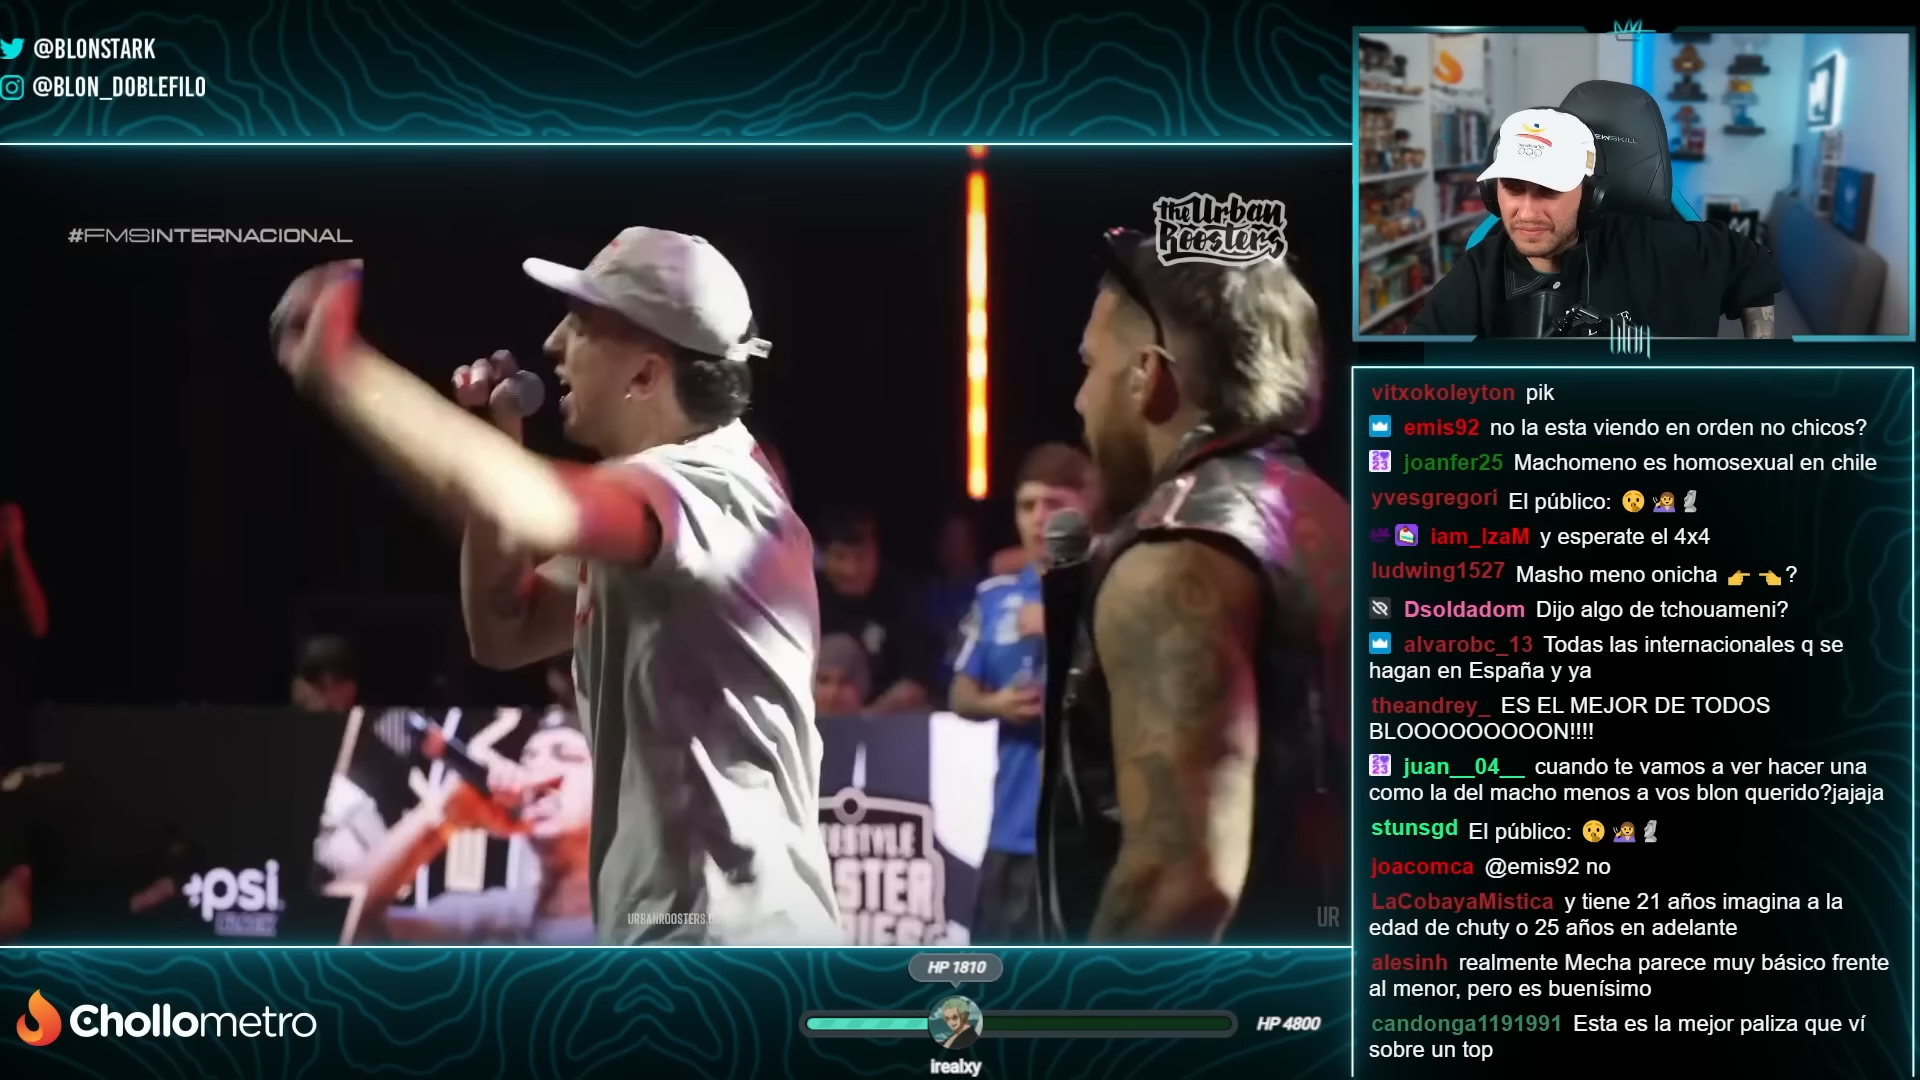 @BLONSTARK
@BLON_DOBLEFILO
#FMSINTERNACIONAL
the Urban
Roosters
+psi
URBANROOSTERS.
UR
Chollometro
HP 1810
HP 4800
irealxy
vitxokoleyton pik
emis92 no la esta viendo en orden no chicos?
joanfer25 Machomeno es homosexual en chile
yvesgregori El público: 🤫 🙋 🗿
iam_IzaM y esperate el 4x4
ludwing1527 Masho meno onicha 👉 👈?
Dsoldadom Dijo algo de tchouameni?
alvarobc_13 Todas las internacionales q se
hagan en España y ya
theandrey_ ES EL MEJOR DE TODOS
BLOOOOOOOOON!!!!
juan__04__ cuando te vamos a ver hacer una
como la del macho menos a vos blon querido?jajaja
stunsgd El público: 🤫 🙋 🗿
joacomca @emis92 no
LaCobayaMistica y tiene 21 años imagina a la
edad de chuty o 25 años en adelante
alesinh realmente Mecha parece muy básico frente
al menor, pero es buenísimo
candonga1191991 Esta es la mejor paliza que ví
sobre un top